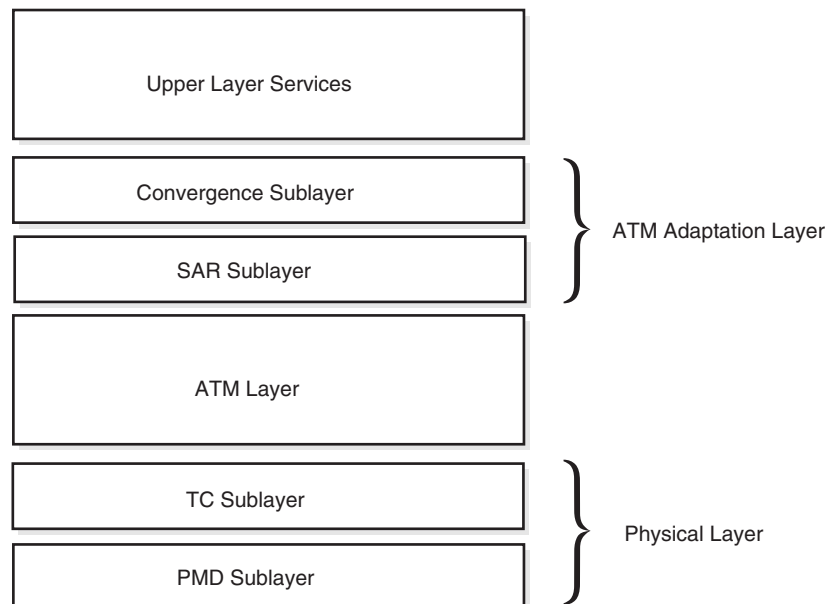 Upper Layer Services
Convergence Sublayer
ATM Adaptation Layer
SAR Sublayer
ATM Layer
TC Sublayer
Physical Layer
PMD Sublayer